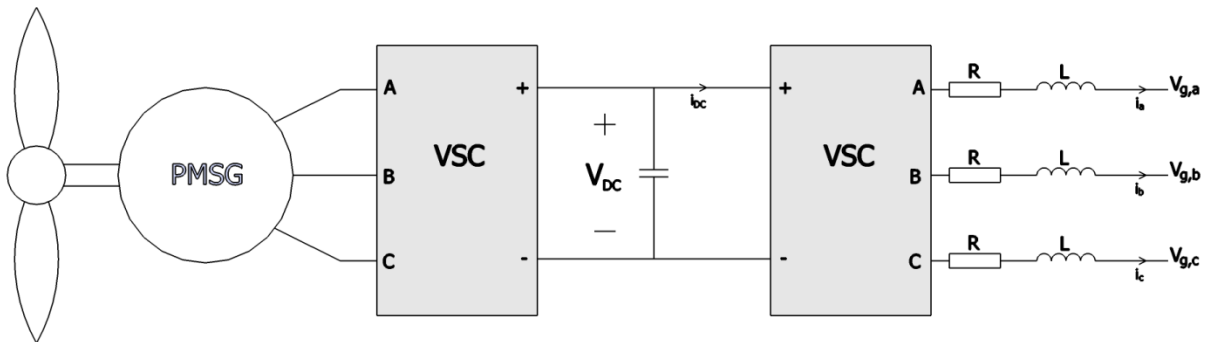 PMSG
A
B
C
VSC
+
-
+
V_DC
−
i_DC
+
-
VSC
A
B
C
R
L
i_a
V_g,a
R
L
i_b
V_g,b
R
L
i_c
V_g,c